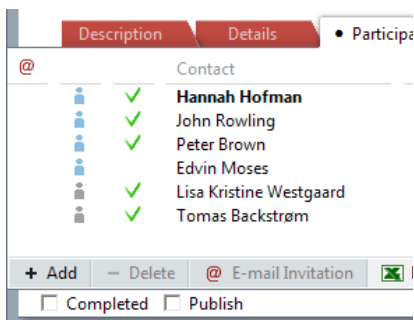 Description Details • Participa
@ Contact
Hannah Hofman
John Rowling
Peter Brown
Edvin Moses
Lisa Kristine Westgaard
Tomas Backstrøm
+ Add − Delete @ E-mail Invitation
Completed Publish